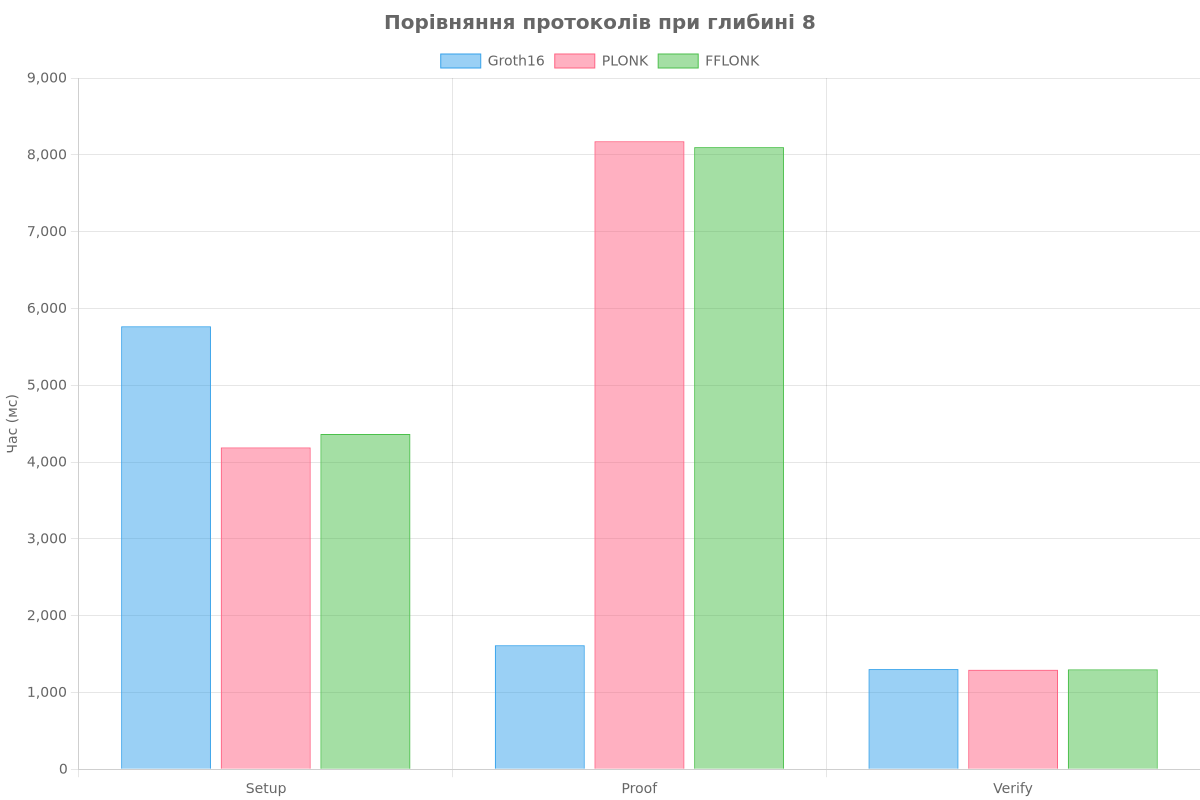 Порівняння протоколів при глибині 8
Groth16 PLONK FFLONK
9,000
8,000
7,000
6,000
5,000
4,000
3,000
2,000
1,000
0
Час (мс)
Setup Proof Verify